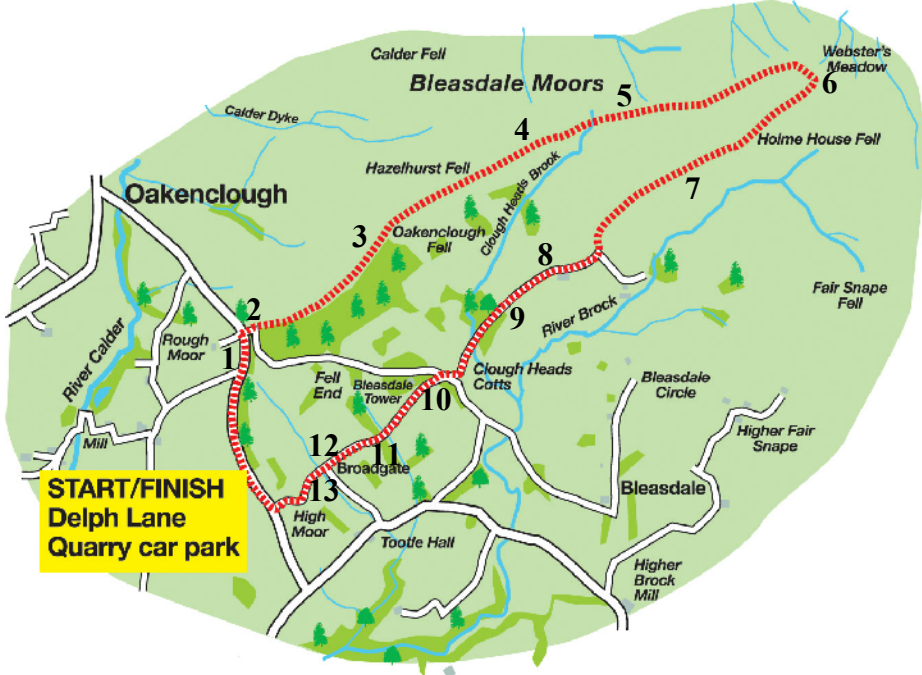 Calder Fell
Webster's
Meadow
Bleasdale Moors
6
5
Calder Dyke
4
Holme House Fell
Hazelhurst Fell
7
Oakenclough
Clough Heads Brook
3
Oakenclough
Fell
8
Fair Snape
Fell
2
9
River Brock
River Calder
Rough
Moor
1
Clough Heads
Cotts
Fell
End
Bleasdale
Tower
10
Bleasdale
Circle
Higher Fair
Snape
Mill
12
11
Broadgate
START/FINISH
Delph Lane
Quarry car park
13
Bleasdale
High
Moor
Tootle Hall
Higher
Brock
Mill